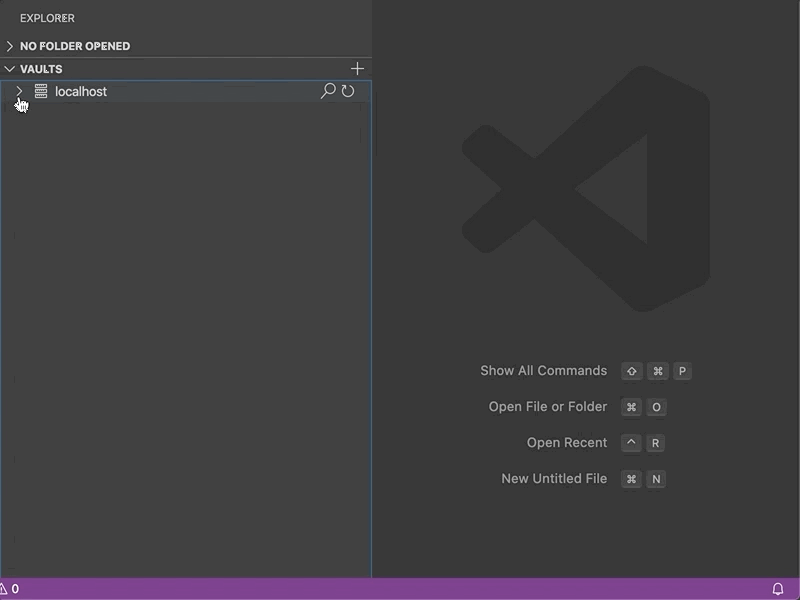 EXPLORER
NO FOLDER OPENED
VAULTS
localhost
Show All Commands ⇧ ⌘ P
Open File or Folder ⌘ O
Open Recent ^ R
New Untitled File ⌘ N
0